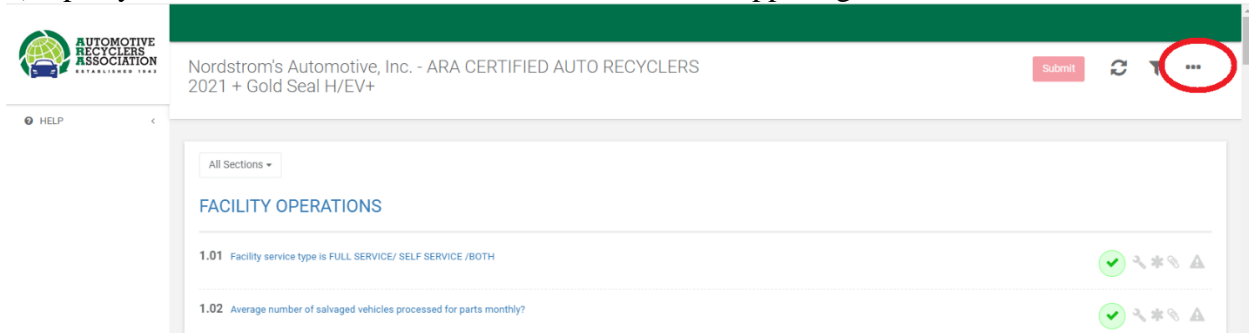 AUTOMOTIVE
RECYCLERS
ASSOCIATION
ESTABLISHED 1943
Nordstrom's Automotive, Inc. - ARA CERTIFIED AUTO RECYCLERS
2021 + Gold Seal H/EV+
Submit
HELP
All Sections
FACILITY OPERATIONS
1.01 Facility service type is FULL SERVICE/ SELF SERVICE /BOTH
1.02 Average number of salvaged vehicles processed for parts monthly?